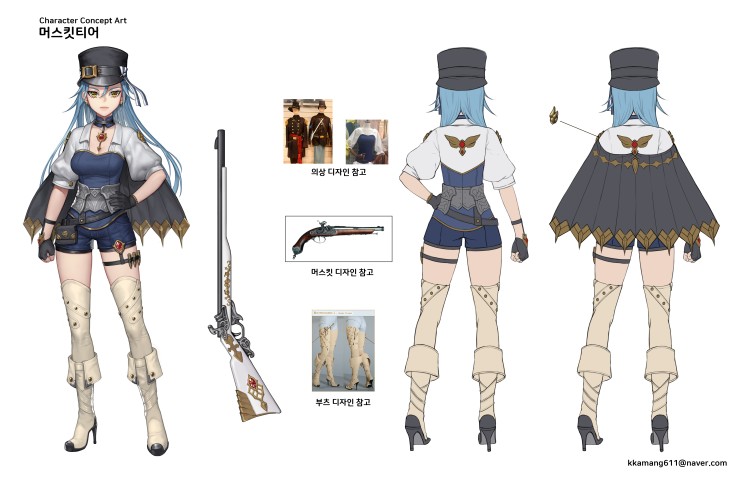 Character Concept Art
머스킷티어
의상 디자인 참고
머스킷 디자인 참고
부츠 디자인 참고
kkamang611@naver.com